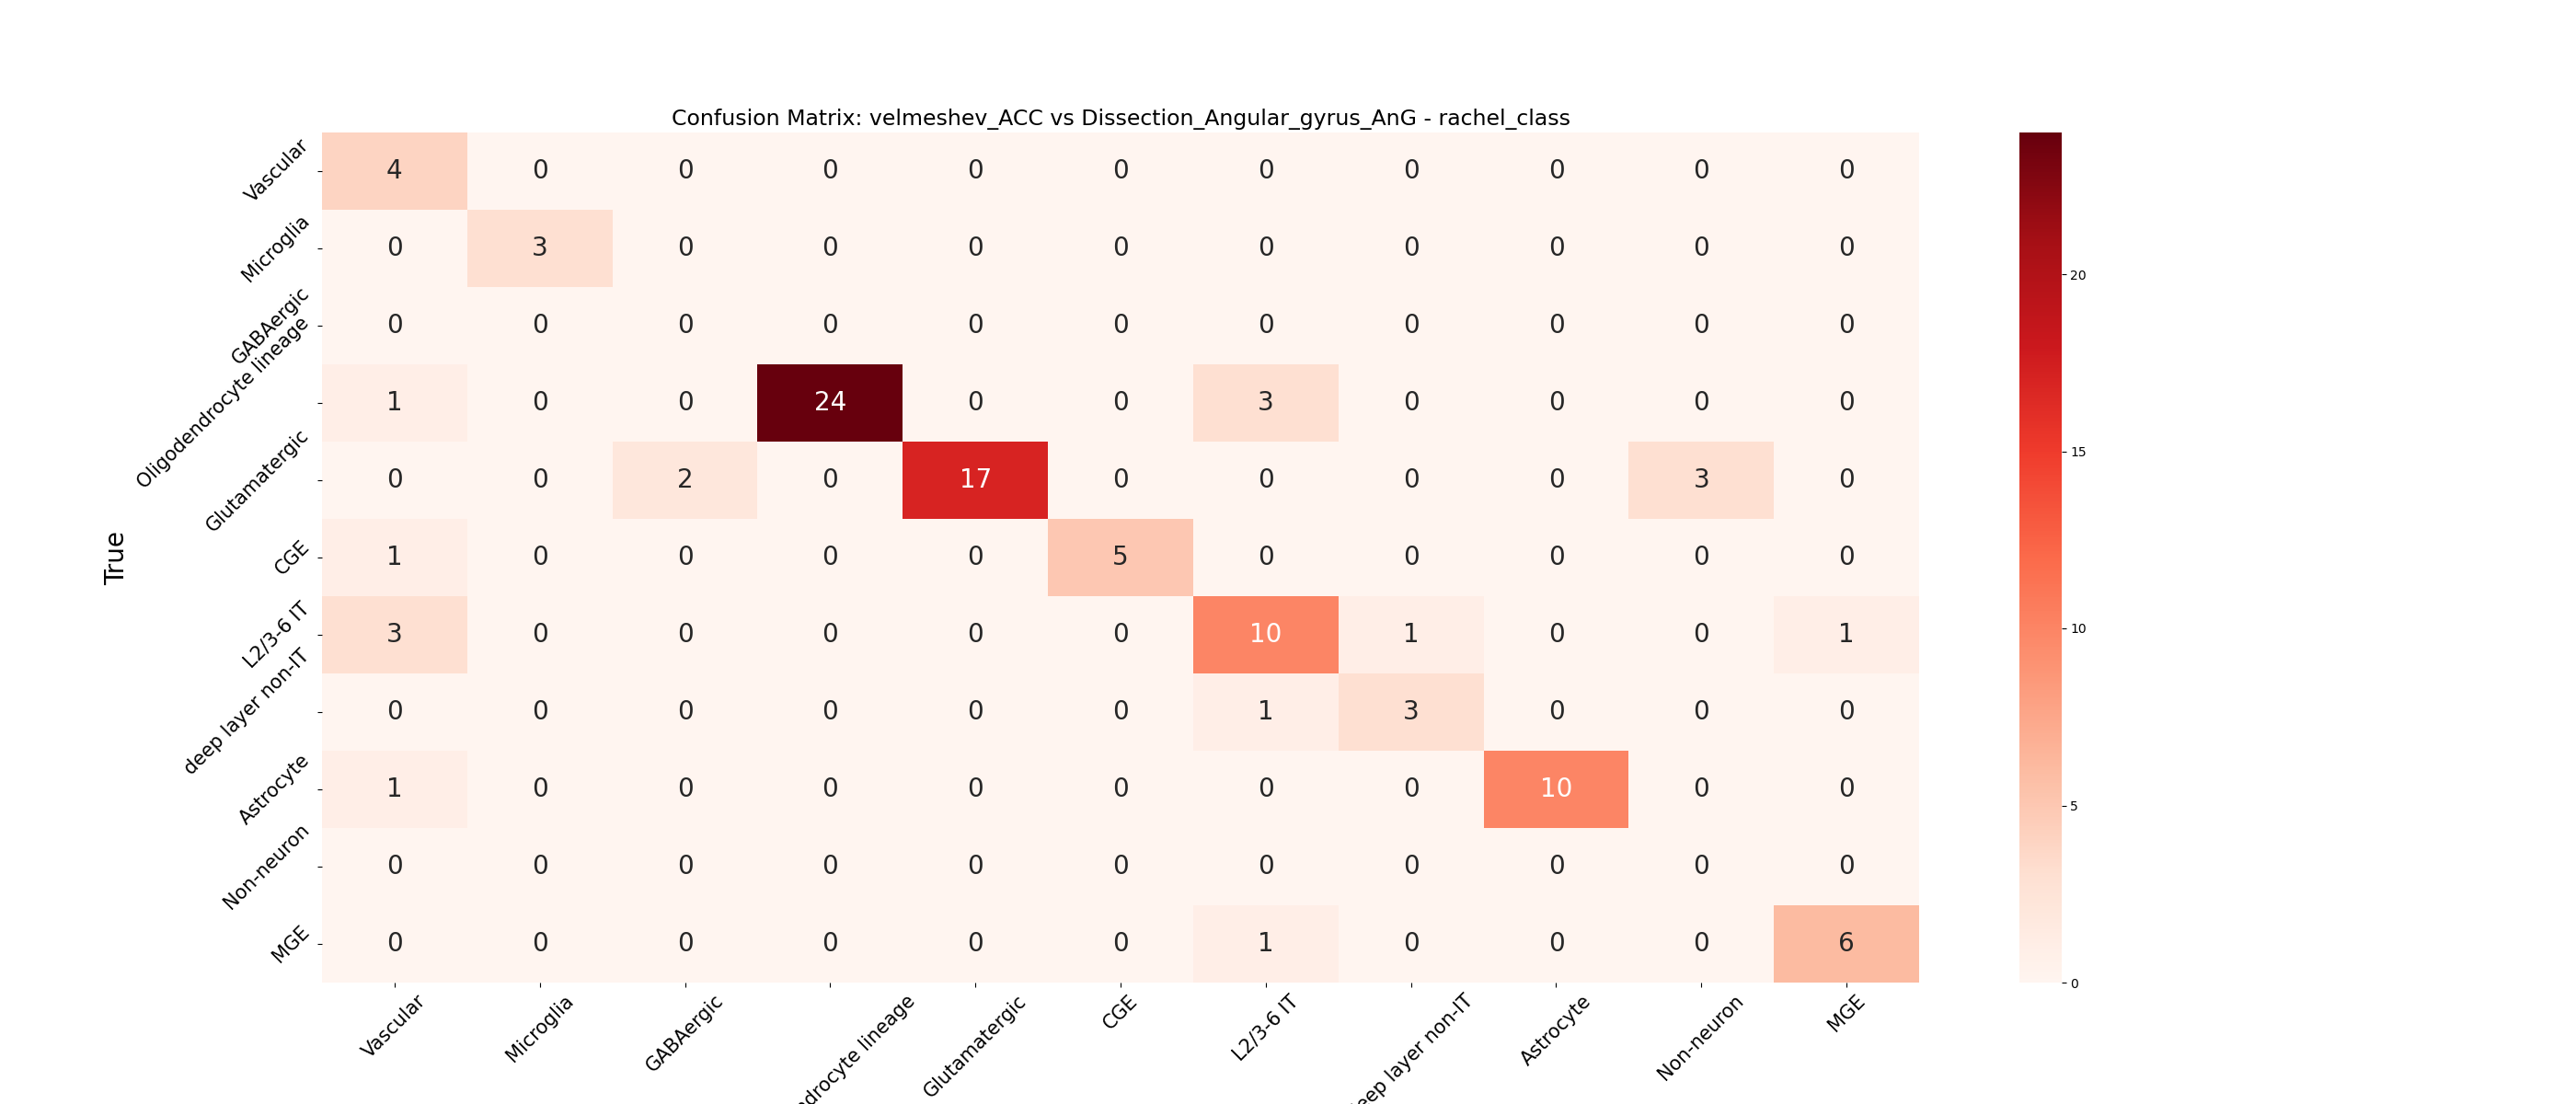 Confusion Matrix: velmeshev_ACC vs Dissection_Angular_gyrus_AnG - rachel_class
True
Vascular 4 0 0 0 0 0 0 0 0 0 0
Microglia 0 3 0 0 0 0 0 0 0 0 0
GABAergic 0 0 0 0 0 0 0 0 0 0 0
Oligodendrocyte lineage 1 0 0 24 0 0 3 0 0 0 0
Glutamatergic 0 0 2 0 17 0 0 0 0 3 0
CGE 1 0 0 0 0 5 0 0 0 0 0
L2/3-6 IT 3 0 0 0 0 0 10 1 0 0 1
deep layer non-IT 0 0 0 0 0 0 1 3 0 0 0
Astrocyte 1 0 0 0 0 0 0 0 10 0 0
Non-neuron 0 0 0 0 0 0 0 0 0 0 0
MGE 0 0 0 0 0 0 1 0 0 0 6
Vascular Microglia GABAergic ndrocyte lineage Glutamatergic CGE L2/3-6 IT eep layer non-IT Astrocyte Non-neuron MGE
20
15
10
5
0